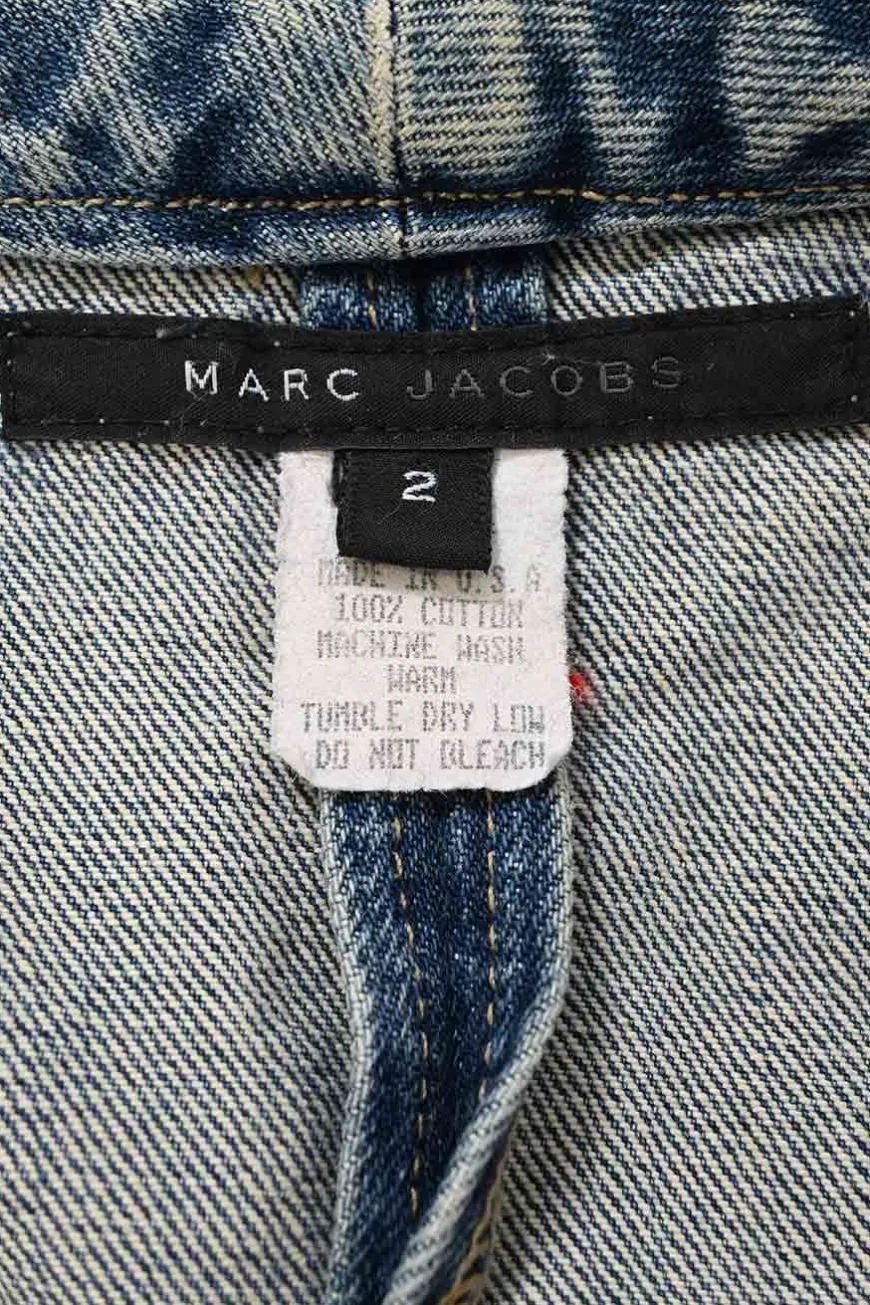 MARC JACOBS
2
MADE IN U.S.A
100% COTTON
MACHINE WASH
WARM
TUMBLE DRY LOW
DO NOT BLEACH